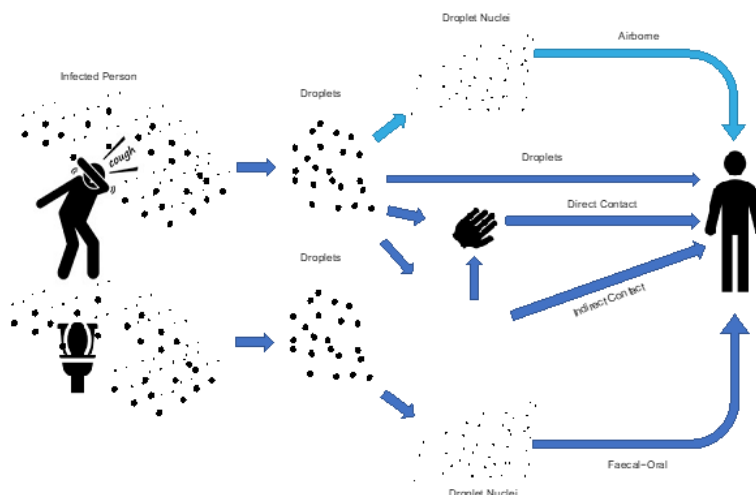 Droplet Nuclei
Airborne
Infected Person
Droplets
cough
Droplets
Direct Contact
Droplets
Indirect Contact
Faecal-Oral
Droplet Nuclei